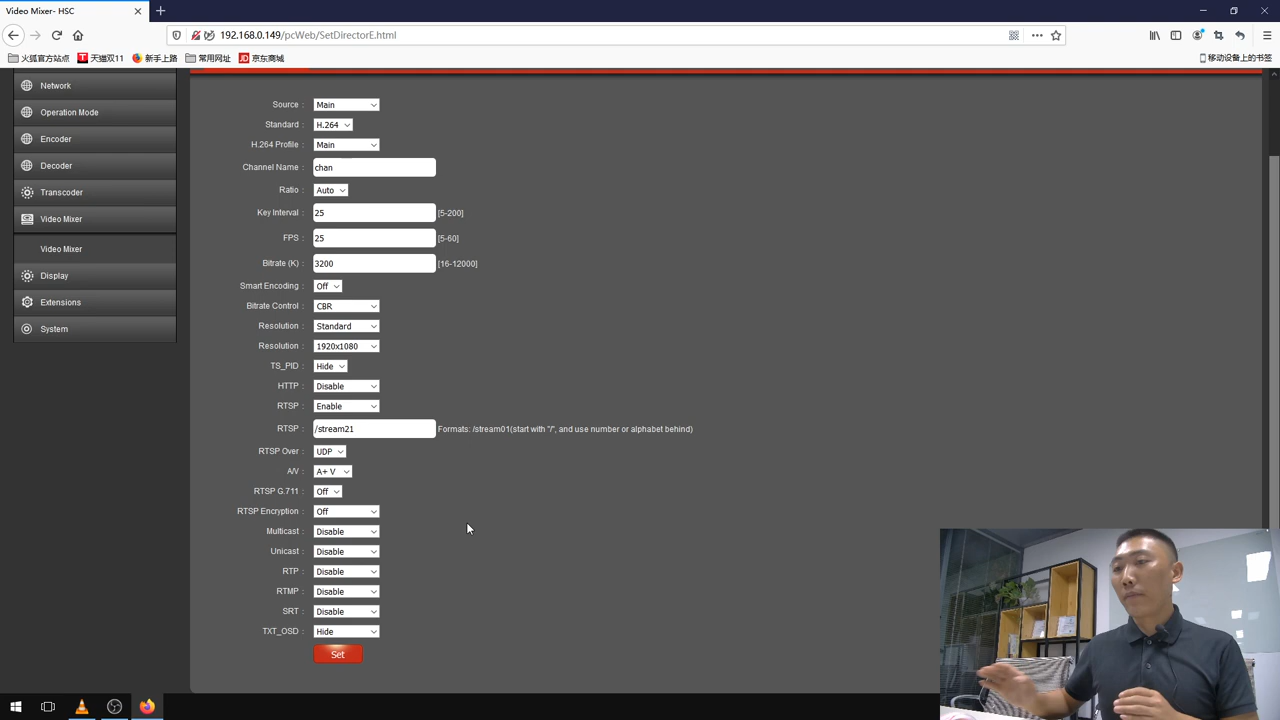 Video Mixer- HSC
192.168.0.149/pcWeb/SetDirectorE.html
火狐官方站点 天猫双11 新手上路 常用网址 京东商城 移动设备上的书签
Network
Operation Mode
Encoder
Decoder
Transcoder
Video Mixer
Video Mixer
Display
Extensions
System
Source : Main
Standard : H.264
H.264 Profile : Main
Channel Name : chan
Ratio : Auto
Key Interval : 25 [5-200]
FPS : 25 [5-60]
Bitrate (K) : 3200 [16-12000]
Smart Encoding : Off
Bitrate Control : CBR
Resolution : Standard
Resolution : 1920x1080
TS_PID : Hide
HTTP : Disable
RTSP : Enable
RTSP : /stream21 Formats: /stream01(start with "/", and use number or alphabet behind)
RTSP Over : UDP
A/V : A+ V
RTSP G.711 : Off
RTSP Encryption : Off
Multicast : Disable
Unicast : Disable
RTP : Disable
RTMP : Disable
SRT : Disable
TXT_OSD : Hide
Set